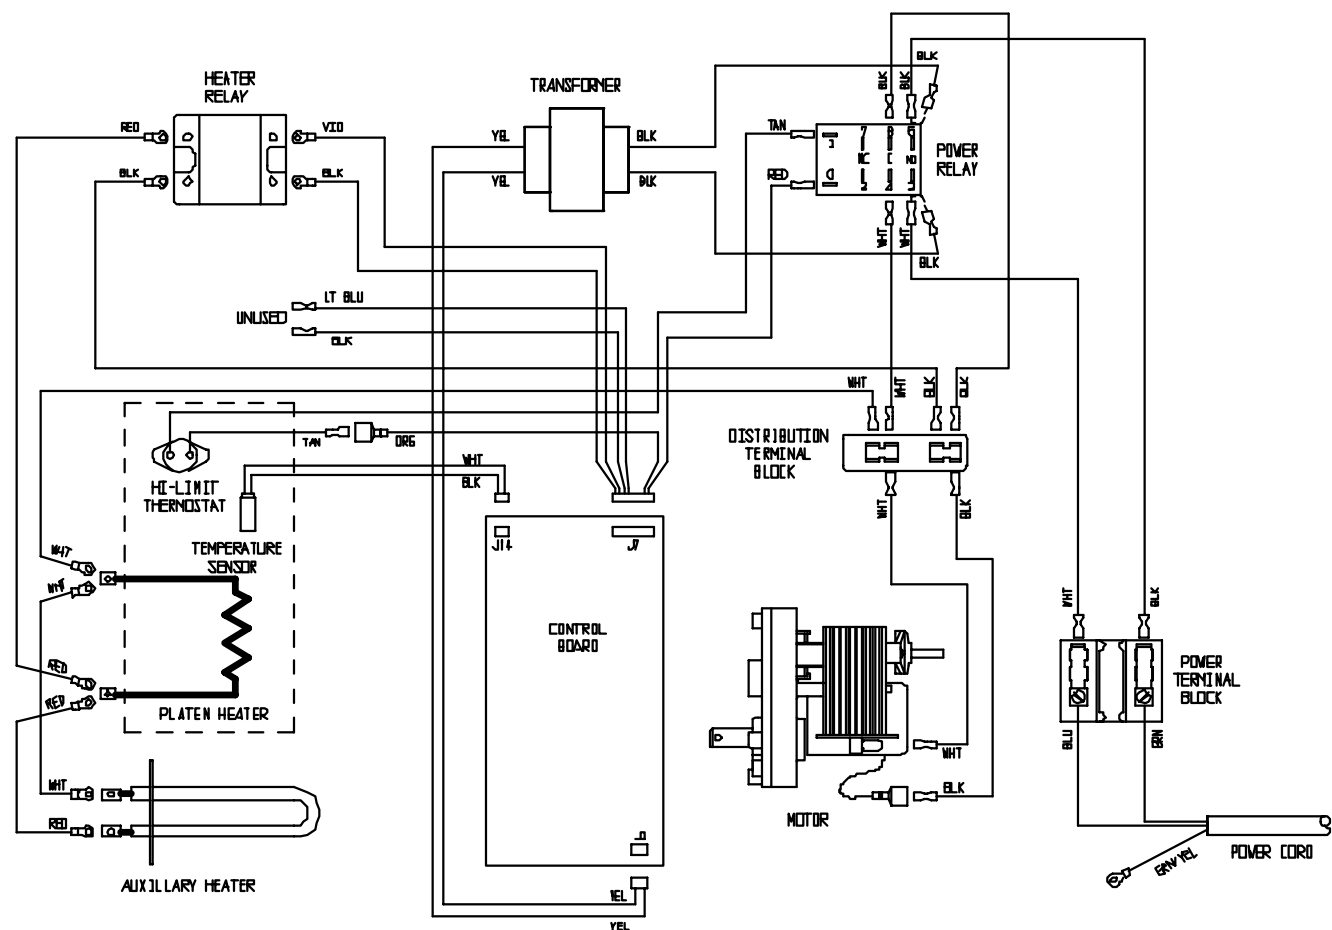 HEATER
RELAY
TRANSFORMER
BLK
BLK
BLK
RED
VIO
YEL
BLK
TAN
7
NC
C
NO
POWER
RELAY
BLK
BLK
YEL
BLK
RED
WHT
WHT
BLK
LT BLU
UNUSED
BLK
WHT
WHT
BLK
BLK
TAN
ORG
DISTRIBUTION
TERMINAL
BLOCK
HI-LIMIT
THERMOSTAT
WHT
BLK
WHT
BLK
J14
J7
TEMPERATURE
SENSOR
WHT
WHT
CONTROL
BOARD
WHT
BLK
RED
RED
PLATEN HEATER
POWER
TERMINAL
BLOCK
BLU
BRN
WHT
WHT
BLK
RED
MOTOR
POWER CORD
GRN/YEL
AUXILLARY HEATER
YEL
YEL